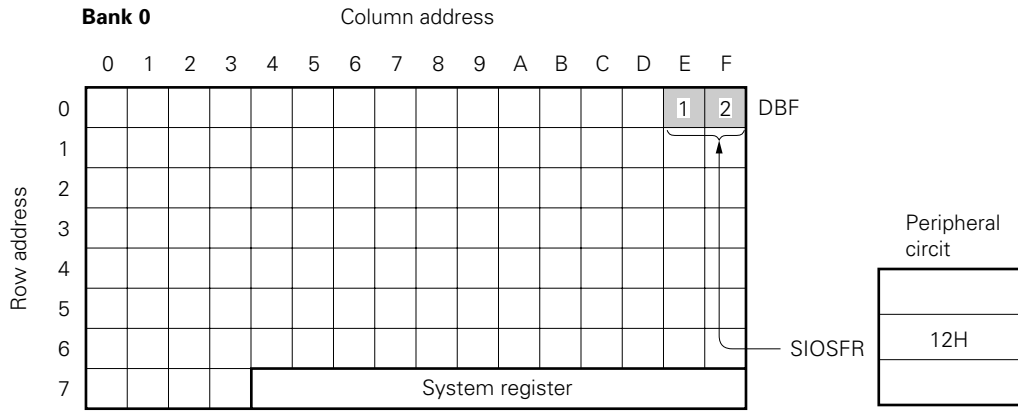 Bank 0 Column address
0 1 2 3 4 5 6 7 8 9 A B C D E F
0 1 2 DBF
1
2
3
4
5
6 SIOSFR
7 System register
Row address
Peripheral
circit
12H